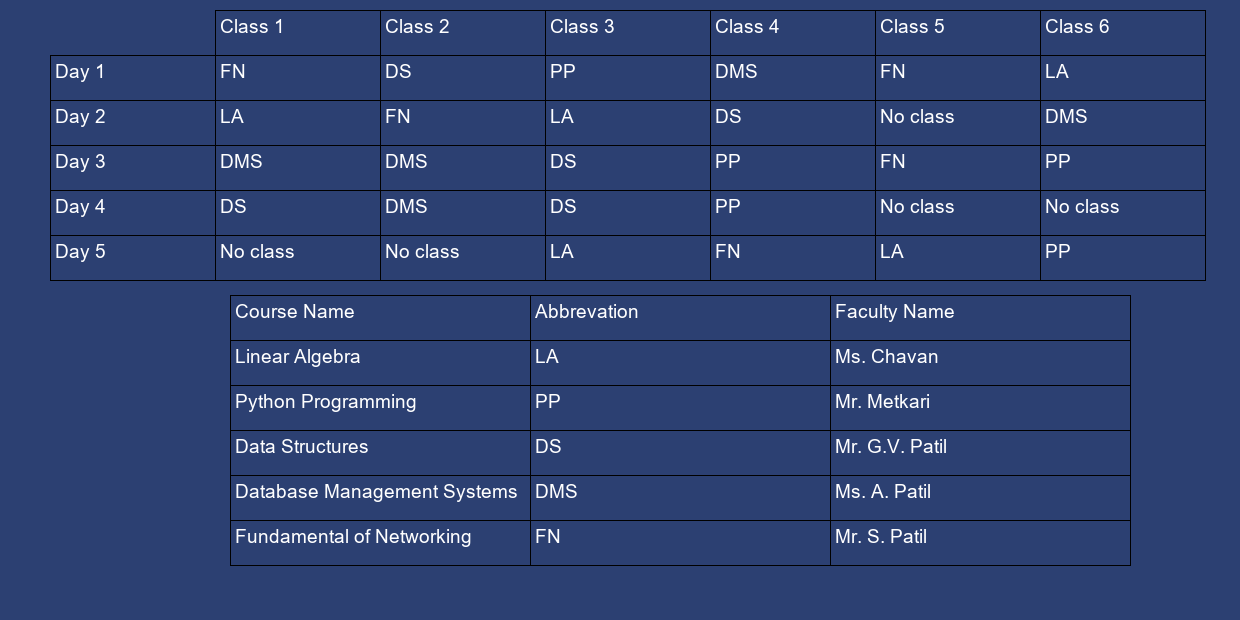 Class 1 Class 2 Class 3 Class 4 Class 5 Class 6
Day 1 FN DS PP DMS FN LA
Day 2 LA FN LA DS No class DMS
Day 3 DMS DMS DS PP FN PP
Day 4 DS DMS DS PP No class No class
Day 5 No class No class LA FN LA PP
Course Name Abbrevation Faculty Name
Linear Algebra LA Ms. Chavan
Python Programming PP Mr. Metkari
Data Structures DS Mr. G.V. Patil
Database Management Systems DMS Ms. A. Patil
Fundamental of Networking FN Mr. S. Patil